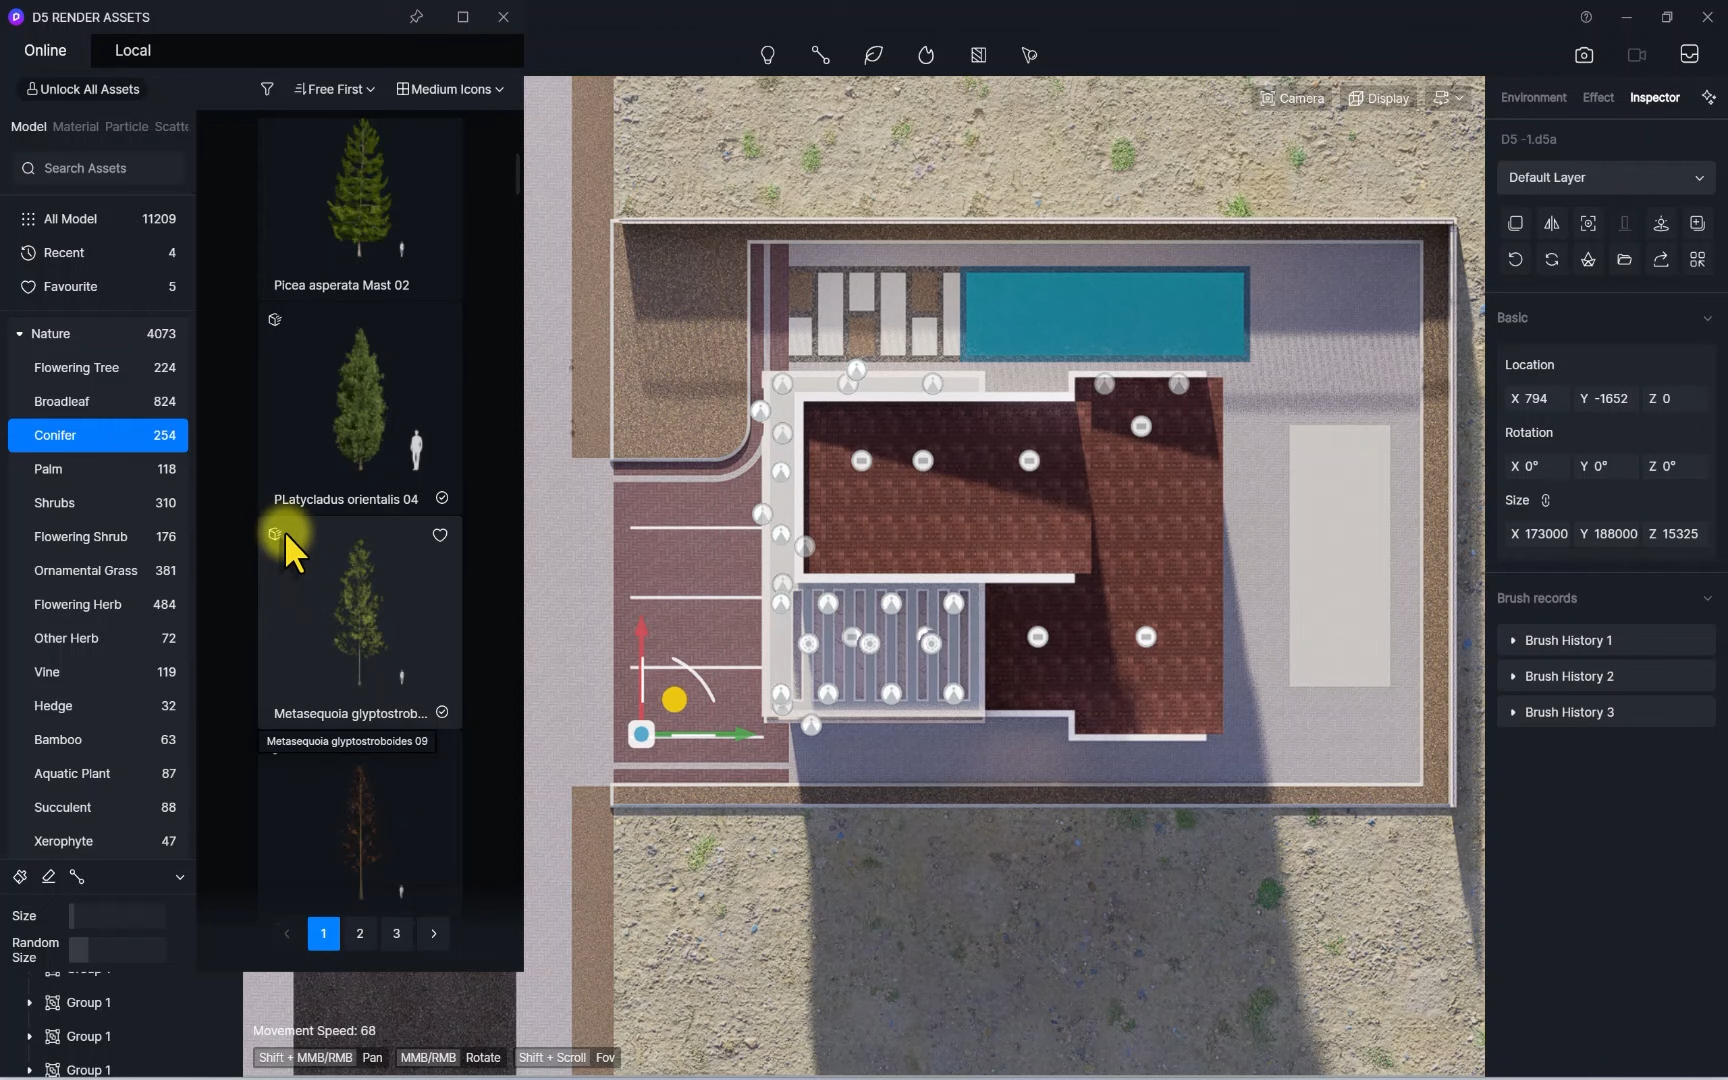 D5 RENDER ASSETS
Online
Local
Unlock All Assets
Free First
Medium Icons
Model Material Particle Scatte
Search Assets
All Model 11209
Recent 4
Favourite 5
Nature 4073
Flowering Tree 224
Broadleaf 824
Conifer 254
Palm 118
Shrubs 310
Flowering Shrub 176
Ornamental Grass 381
Flowering Herb 484
Other Herb 72
Vine 119
Hedge 32
Bamboo 63
Aquatic Plant 87
Succulent 88
Xerophyte 47
Size
Random
Size
Group 1
Group 1
Group 1
Group 1
Picea asperata Mast 02
PLatycladus orientalis 04
Metasequoia glyptostrob...
Metasequoia glyptostroboides 09
1 2 3
Movement Speed: 68
Shift + MMB/RMB Pan MMB/RMB Rotate Shift + Scroll Fov
Camera Display
Environment Effect Inspector
D5 -1.d5a
Default Layer
Basic
Location
X 794 Y -1652 Z 0
Rotation
X 0° Y 0° Z 0°
Size
X 173000 Y 188000 Z 15325
Brush records
Brush History 1
Brush History 2
Brush History 3